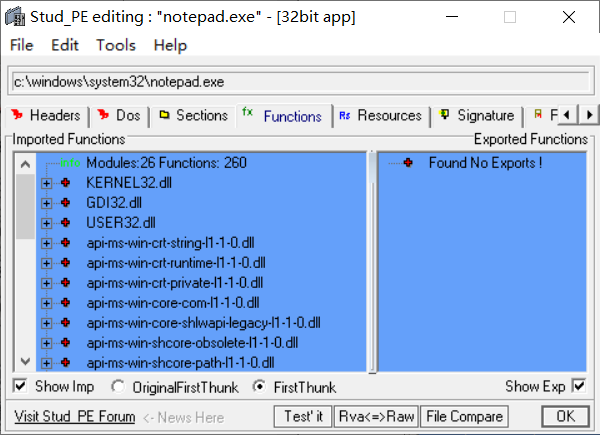 Stud_PE editing : "notepad.exe" - [32bit app]
File Edit Tools Help
c:\windows\system32\notepad.exe
Headers Dos Sections fx Functions Rs Resources Signature F
Imported Functions Exported Functions
Modules:26 Functions: 260 Found No Exports !
KERNEL32.dll
GDI32.dll
USER32.dll
api-ms-win-crt-string-l1-1-0.dll
api-ms-win-crt-runtime-l1-1-0.dll
api-ms-win-crt-private-l1-1-0.dll
api-ms-win-core-com-l1-1-0.dll
api-ms-win-core-shlwapi-legacy-l1-1-0.dll
api-ms-win-shcore-obsolete-l1-1-0.dll
api-ms-win-shcore-path-l1-1-0.dll
Show Imp OriginalFirstThunk FirstThunk Show Exp
Visit Stud_PE Forum <- News Here Test' it Rva<=>Raw File Compare OK